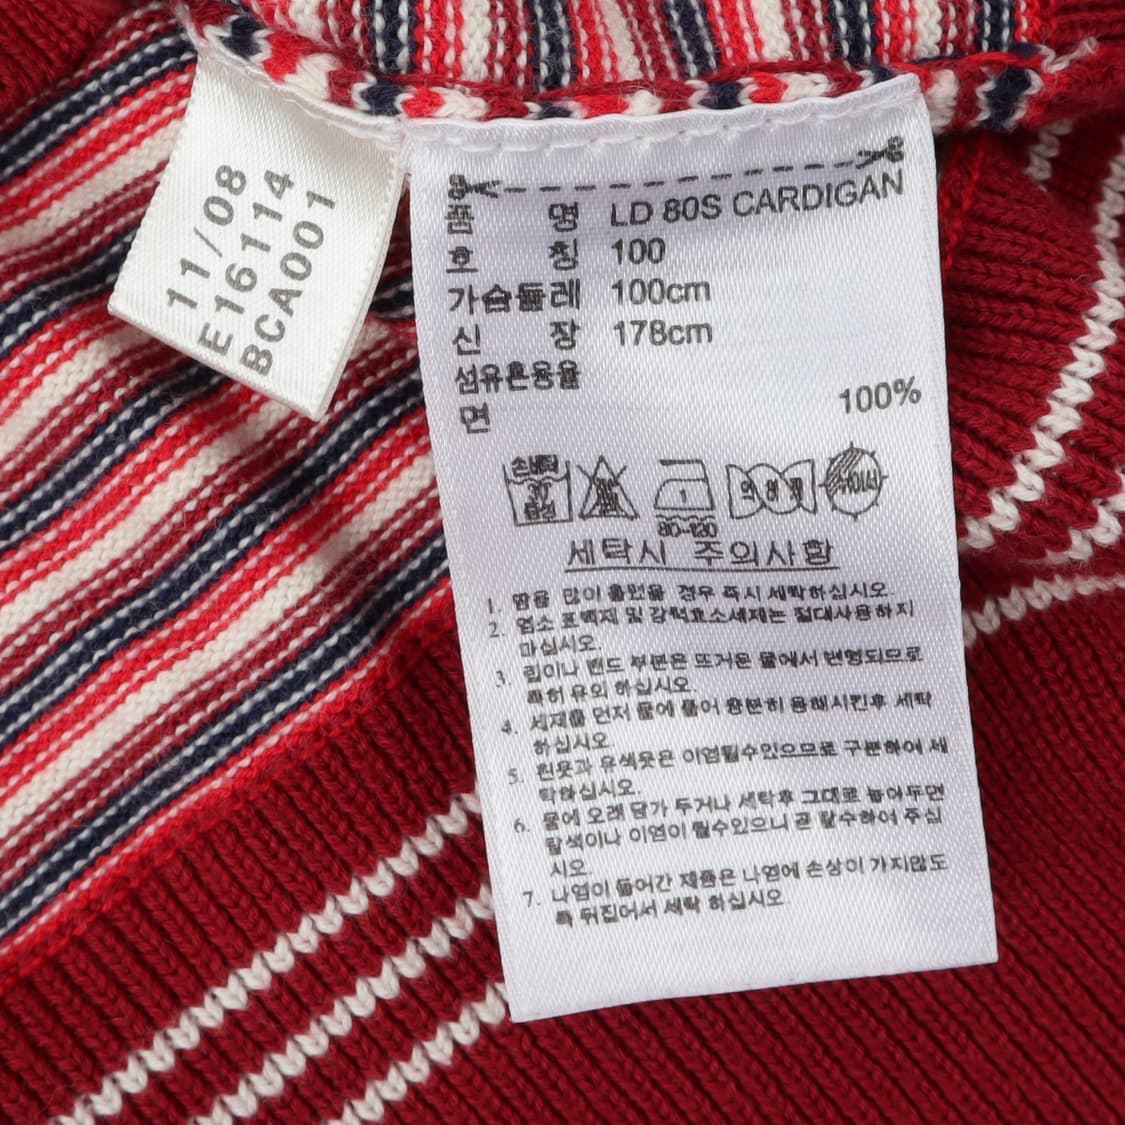 11/08
E16114
BCA001
품 명 LD 80S CARDIGAN
호 칭 100
가슴둘레 100cm
신 장 178cm
섬유혼용율
면 100%
손세탁
30
중성
1
80-120
세탁시 주의사항
1. 땀을 많이 흘렸을 경우 즉시 세탁하십시오.
2. 염소 표백제 및 강력효소세제는 절대사용하지
마십시오.
3. 립이나 밴드 부분은 뜨거운 물에서 변형되므로
특히 유의 하십시오.
4. 세제를 먼저 물에 풀어 충분히 용해시킨후 세탁
하십시오
5. 흰옷과 유색옷은 이염될수있으므로 구분하여 세
탁하십시오.
6. 물에 오래 담가 두거나 세탁후 그대로 놓아두면
탈색이나 이염이 될수있으니 곧 탈수하여 주십
시오.
7. 나염이 들어간 제품은 나염에 손상이 가지않도
록 뒤집어서 세탁 하십시오.